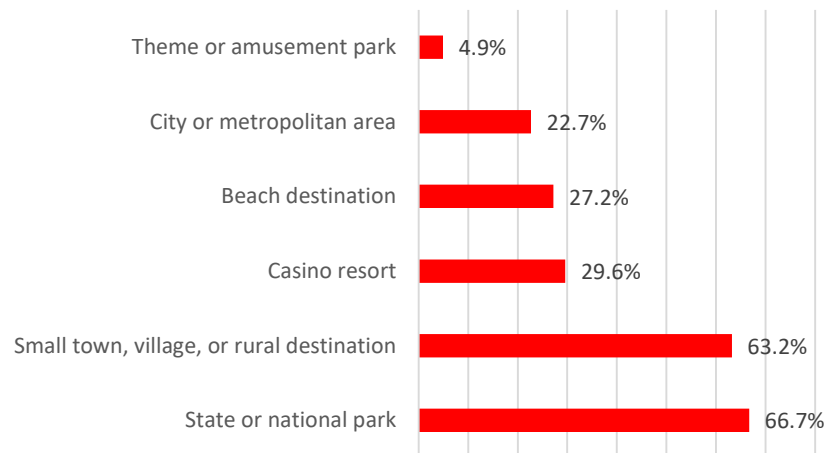 Theme or amusement park 4.9%
City or metropolitan area 22.7%
Beach destination 27.2%
Casino resort 29.6%
Small town, village, or rural destination 63.2%
State or national park 66.7%